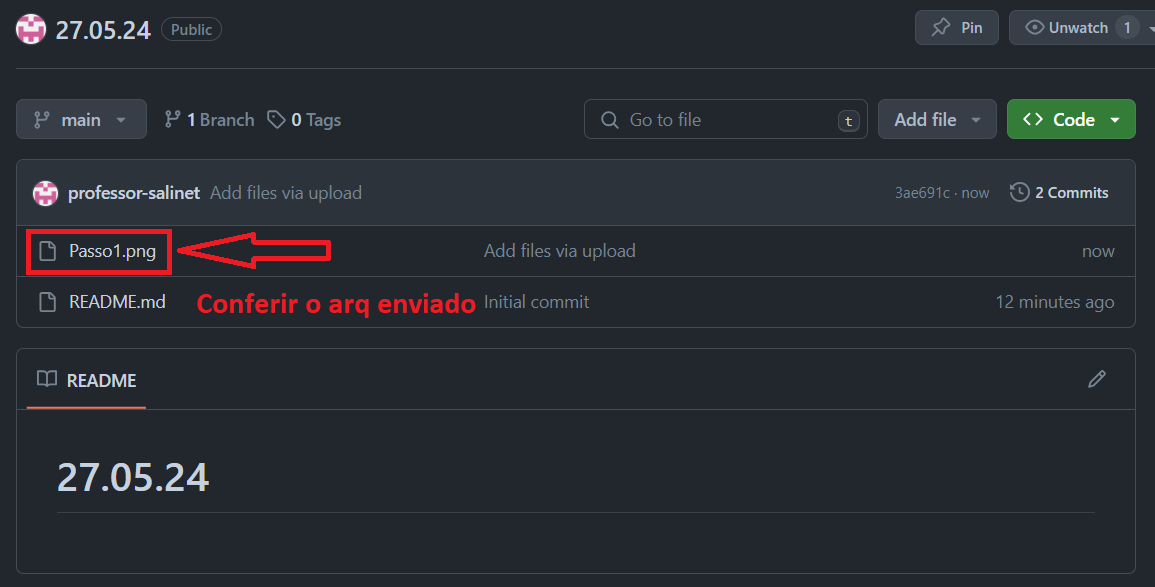 27.05.24 Public Pin Unwatch 1
main 1 Branch 0 Tags Go to file t Add file Code
professor-salinet Add files via upload 3ae691c · now 2 Commits
Passo1.png Add files via upload now
README.md Conferir o arq enviado Initial commit 12 minutes ago
README
27.05.24